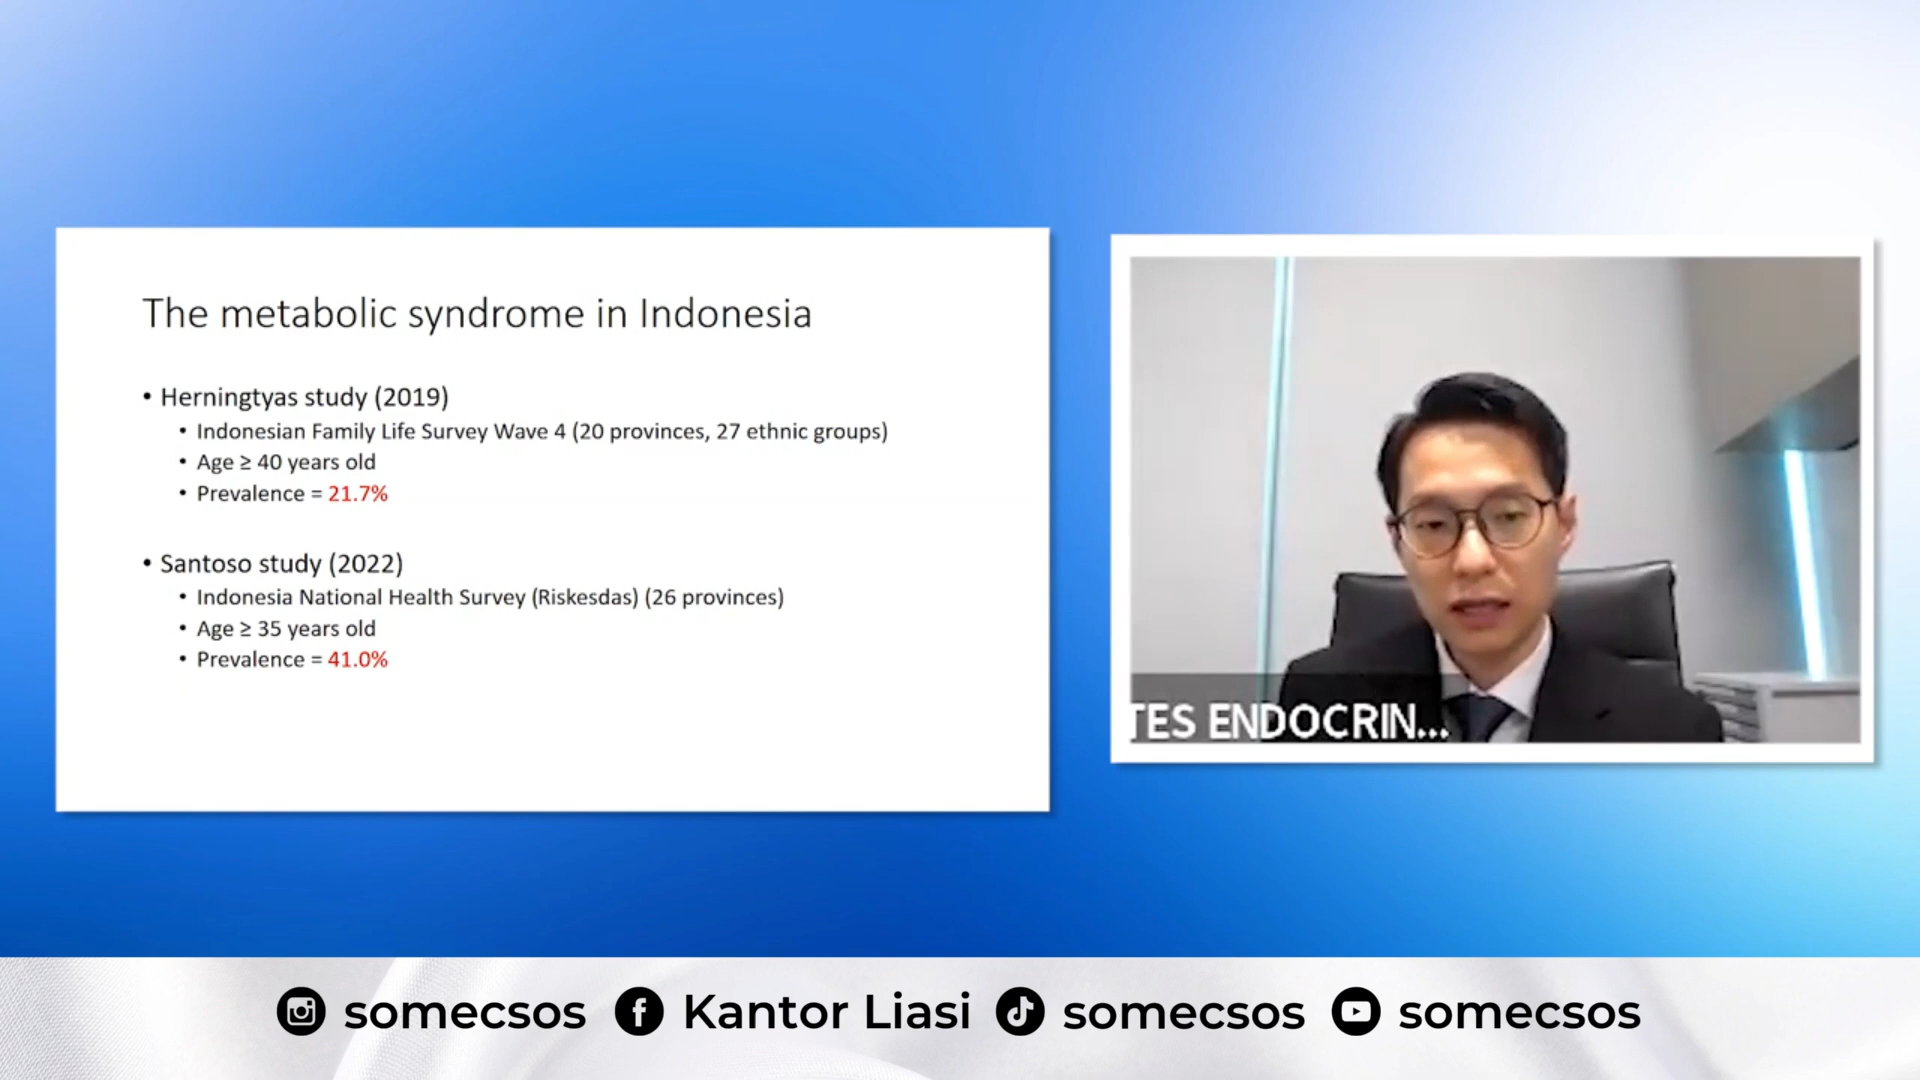 The metabolic syndrome in Indonesia
• Herningtyas study (2019)
• Indonesian Family Life Survey Wave 4 (20 provinces, 27 ethnic groups)
• Age ≥ 40 years old
• Prevalence = 21.7%
• Santoso study (2022)
• Indonesia National Health Survey (Riskesdas) (26 provinces)
• Age ≥ 35 years old
• Prevalence = 41.0%
TES ENDOCRIN...
somecsos Kantor Liasi somecsos somecsos